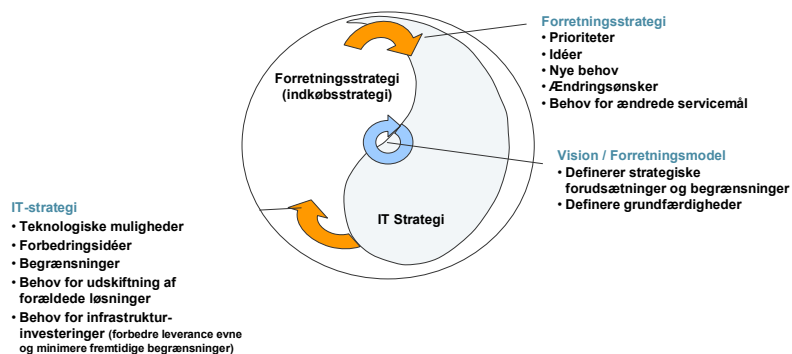 Forretningsstrategi
• Prioriteter
• Idéer
• Nye behov
• Ændringsønsker
• Behov for ændrede servicemål
Forretningsstrategi
(indkøbsstrategi)
Vision / Forretningsmodel
• Definerer strategiske
forudsætninger og begrænsninger
• Definere grundfærdigheder
IT Strategi
IT-strategi
• Teknologiske muligheder
• Forbedringsidéer
• Begrænsninger
• Behov for udskiftning af
forældede løsninger
• Behov for infrastruktur-
investeringer (forbedre leverance evne
og minimere fremtidige begrænsninger)